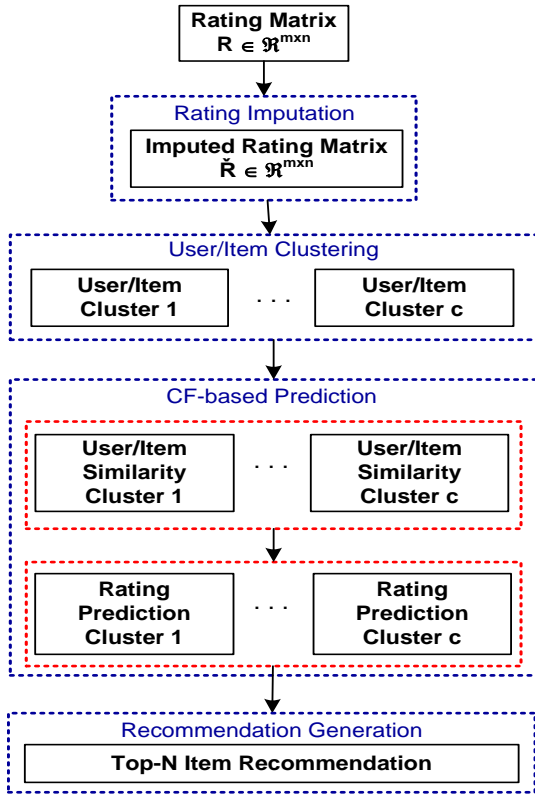 Rating Matrix
R ∈ ℜ^mxn
Rating Imputation
Imputed Rating Matrix
Ř ∈ ℜ^mxn
User/Item Clustering
User/Item Cluster 1
. . .
User/Item Cluster c
CF-based Prediction
User/Item Similarity Cluster 1
. . .
User/Item Similarity Cluster c
Rating Prediction Cluster 1
. . .
Rating Prediction Cluster c
Recommendation Generation
Top-N Item Recommendation